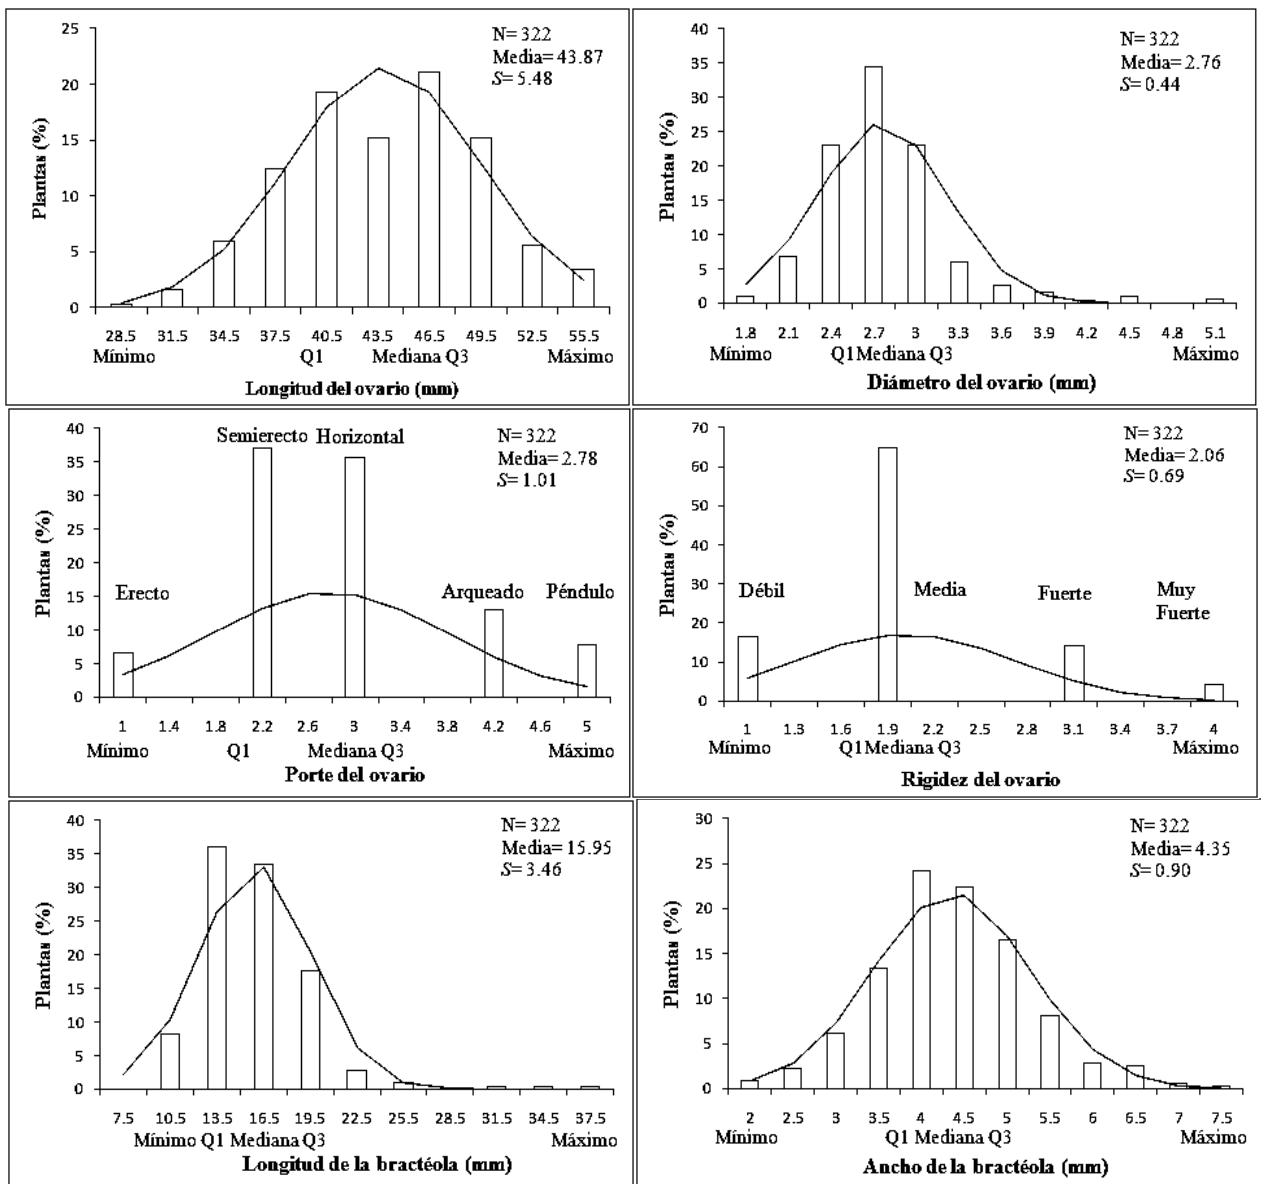 25
20
15
10
5
0
Plantas (%)
N= 322
Media= 43.87
S= 5.48
28.5 31.5 34.5 37.5 40.5 43.5 46.5 49.5 52.5 55.5
Mínimo Q1 Mediana Q3 Máximo
Longitud del ovario (mm)
40
35
30
25
20
15
10
5
0
Plantas (%)
N= 322
Media= 2.76
S= 0.44
1.8 2.1 2.4 2.7 3 3.3 3.6 3.9 4.2 4.5 4.8 5.1
Mínimo Q1 Mediana Q3 Máximo
Diámetro del ovario (mm)
40
35
30
25
20
15
10
5
0
Plantas (%)
Semierecto Horizontal
N= 322
Media= 2.78
S= 1.01
Erecto Arqueado Péndulo
1 1.4 1.8 2.2 2.6 3 3.4 3.8 4.2 4.6 5
Mínimo Q1 Mediana Q3 Máximo
Porte del ovario
70
60
50
40
30
20
10
0
Plantas (%)
N= 322
Media= 2.06
S= 0.69
Débil Media Fuerte Muy
Fuerte
1 1.3 1.6 1.9 2.2 2.5 2.8 3.1 3.4 3.7 4
Mínimo Q1 Mediana Q3 Máximo
Rigidez del ovario
40
35
30
25
20
15
10
5
0
Plantas (%)
N= 322
Media= 15.95
S= 3.46
7.5 10.5 13.5 16.5 19.5 22.5 25.5 28.5 31.5 34.5 37.5
Mínimo Q1 Mediana Q3 Máximo
Longitud de la bractéola (mm)
30
25
20
15
10
5
0
Plantas (%)
N= 322
Media= 4.35
S= 0.90
2 2.5 3 3.5 4 4.5 5 5.5 6 6.5 7 7.5
Mínimo Q1 Mediana Q3 Máximo
Ancho de la bractéola (mm)